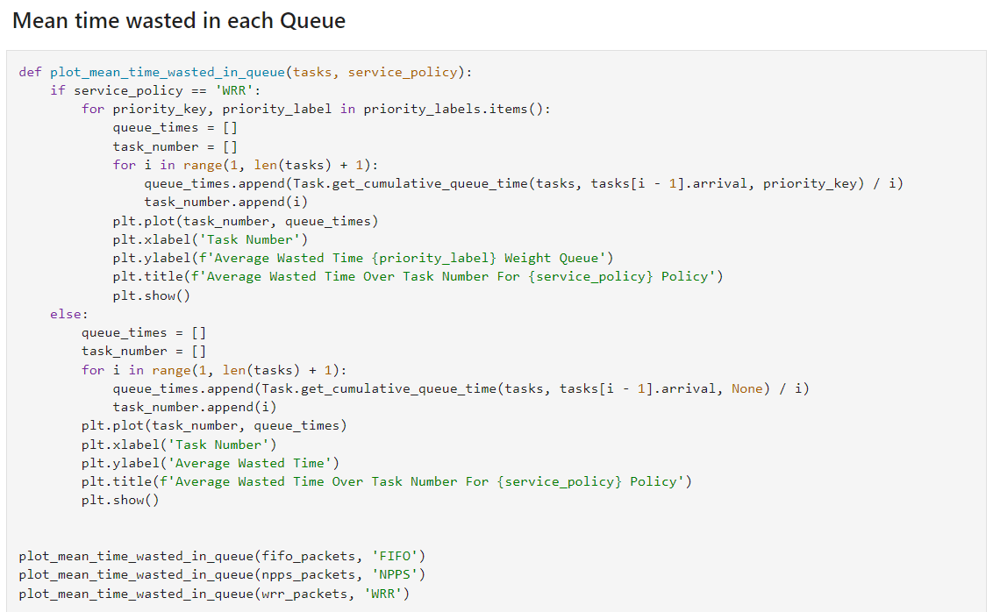 Mean time wasted in each Queue
def plot_mean_time_wasted_in_queue(tasks, service_policy):
    if service_policy == 'WRR':
        for priority_key, priority_label in priority_labels.items():
            queue_times = []
            task_number = []
            for i in range(1, len(tasks) + 1):
                queue_times.append(Task.get_cumulative_queue_time(tasks, tasks[i - 1].arrival, priority_key) / i)
                task_number.append(i)
            plt.plot(task_number, queue_times)
            plt.xlabel('Task Number')
            plt.ylabel(f'Average Wasted Time {priority_label} Weight Queue')
            plt.title(f'Average Wasted Time Over Task Number For {service_policy} Policy')
            plt.show()
    else:
        queue_times = []
        task_number = []
        for i in range(1, len(tasks) + 1):
            queue_times.append(Task.get_cumulative_queue_time(tasks, tasks[i - 1].arrival, None) / i)
            task_number.append(i)
        plt.plot(task_number, queue_times)
        plt.xlabel('Task Number')
        plt.ylabel('Average Wasted Time')
        plt.title(f'Average Wasted Time Over Task Number For {service_policy} Policy')
        plt.show()
plot_mean_time_wasted_in_queue(fifo_packets, 'FIFO')
plot_mean_time_wasted_in_queue(npps_packets, 'NPPS')
plot_mean_time_wasted_in_queue(wrr_packets, 'WRR')